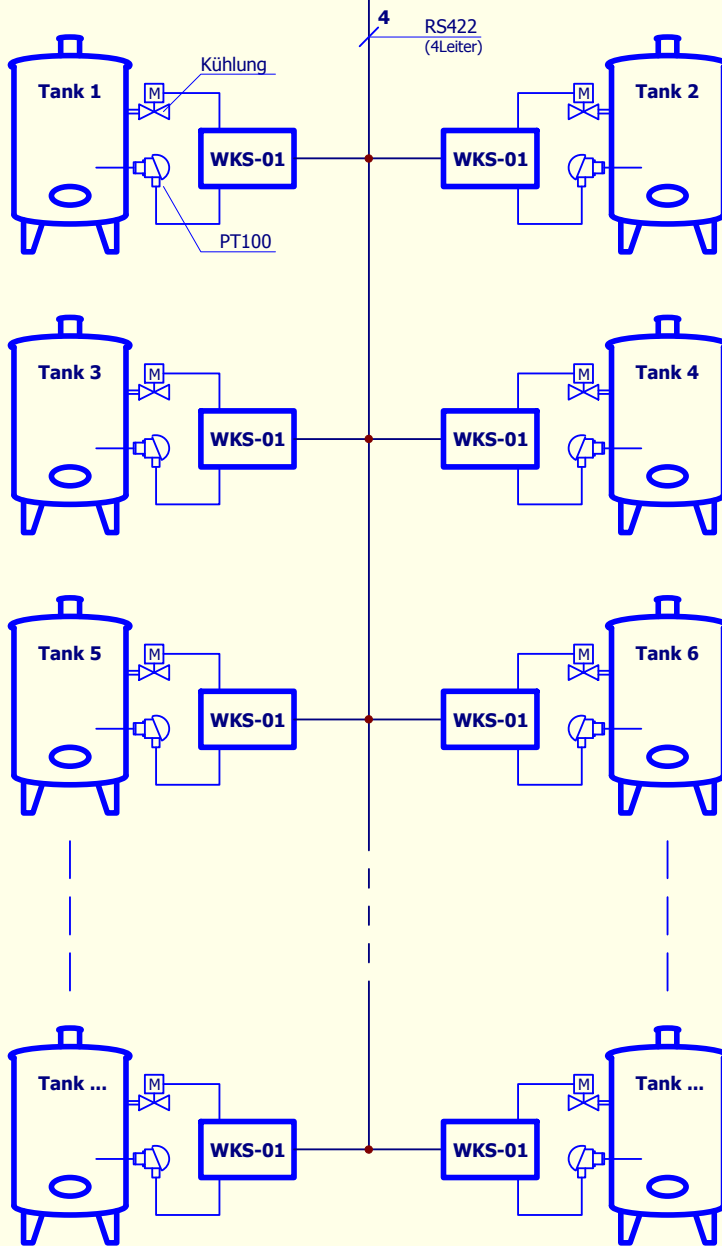 4
RS422
(4Leiter)
Tank 1
M
Kühlung
WKS-01
PT100
M
Tank 2
WKS-01
Tank 3
M
WKS-01
M
Tank 4
WKS-01
Tank 5
M
WKS-01
M
Tank 6
WKS-01
Tank ...
M
WKS-01
M
Tank ...
WKS-01